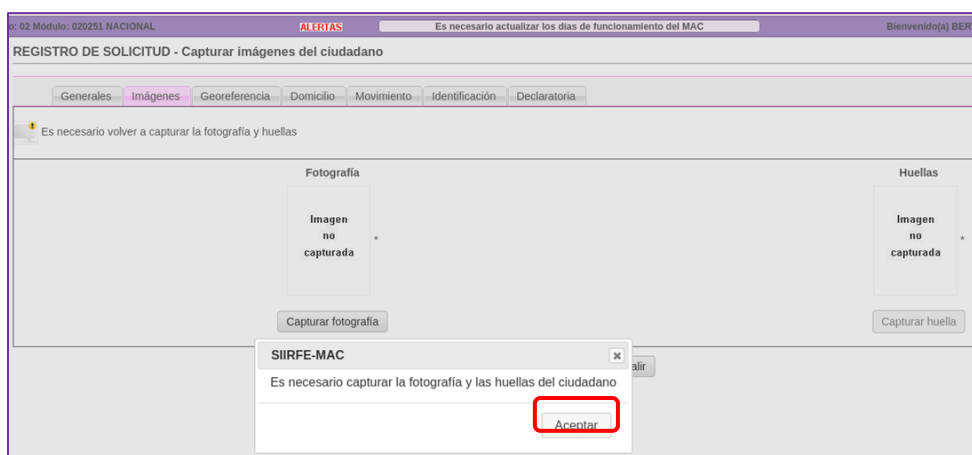 o: 02 Módulo: 020251 NACIONAL ALERTAS Es necesario actualizar los días de funcionamiento del MAC Bienvenido(a) BER
REGISTRO DE SOLICITUD - Capturar imágenes del ciudadano
Generales Imágenes Georeferencia Domicilio Movimiento Identificación Declaratoria
Es necesario volver a capturar la fotografía y huellas
Fotografía Huellas
Imagen
no
capturada
*
Imagen
no
capturada
*
Capturar fotografía Capturar huella
SIIRFE-MAC
alir
Es necesario capturar la fotografía y las huellas del ciudadano
Aceptar